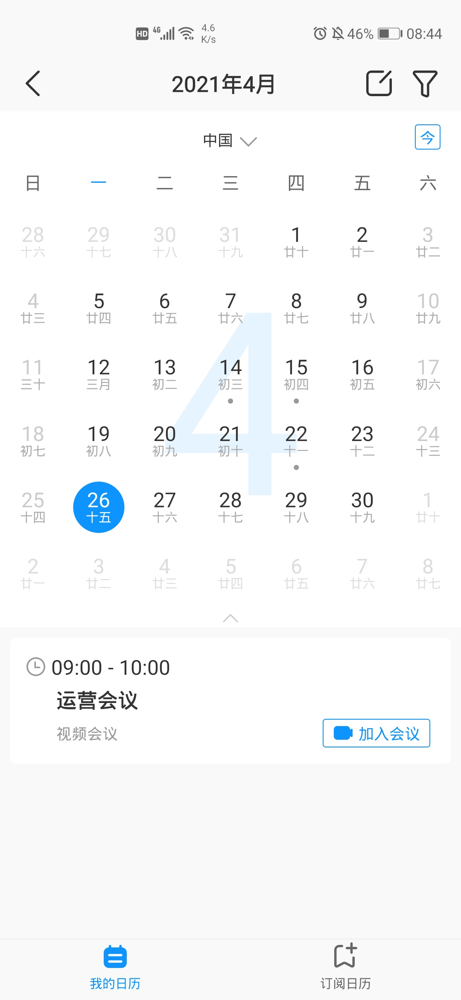 HD 4G 4.6 K/s 46% 08:44
2021年4月
中国 今
日 一 二 三 四 五 六
28 29 30 31 1 2 3
十六 十七 十八 十九 廿十 廿一 廿二
4 5 6 7 8 9 10
廿三 廿四 廿五 廿六 廿七 廿八 廿九
4
11 12 13 14 15 16 17
三十 三月 初二 初三 初四 初五 初六
18 19 20 21 22 23 24
初七 初八 初九 初十 十一 十二 十三
25 26 27 28 29 30 1
十四 十五 十六 十七 十八 十九 廿十
2 3 4 5 6 7 8
廿一 廿二 廿三 廿四 廿五 廿六 廿七
09:00 - 10:00
运营会议
视频会议 加入会议
我的日历 订阅日历